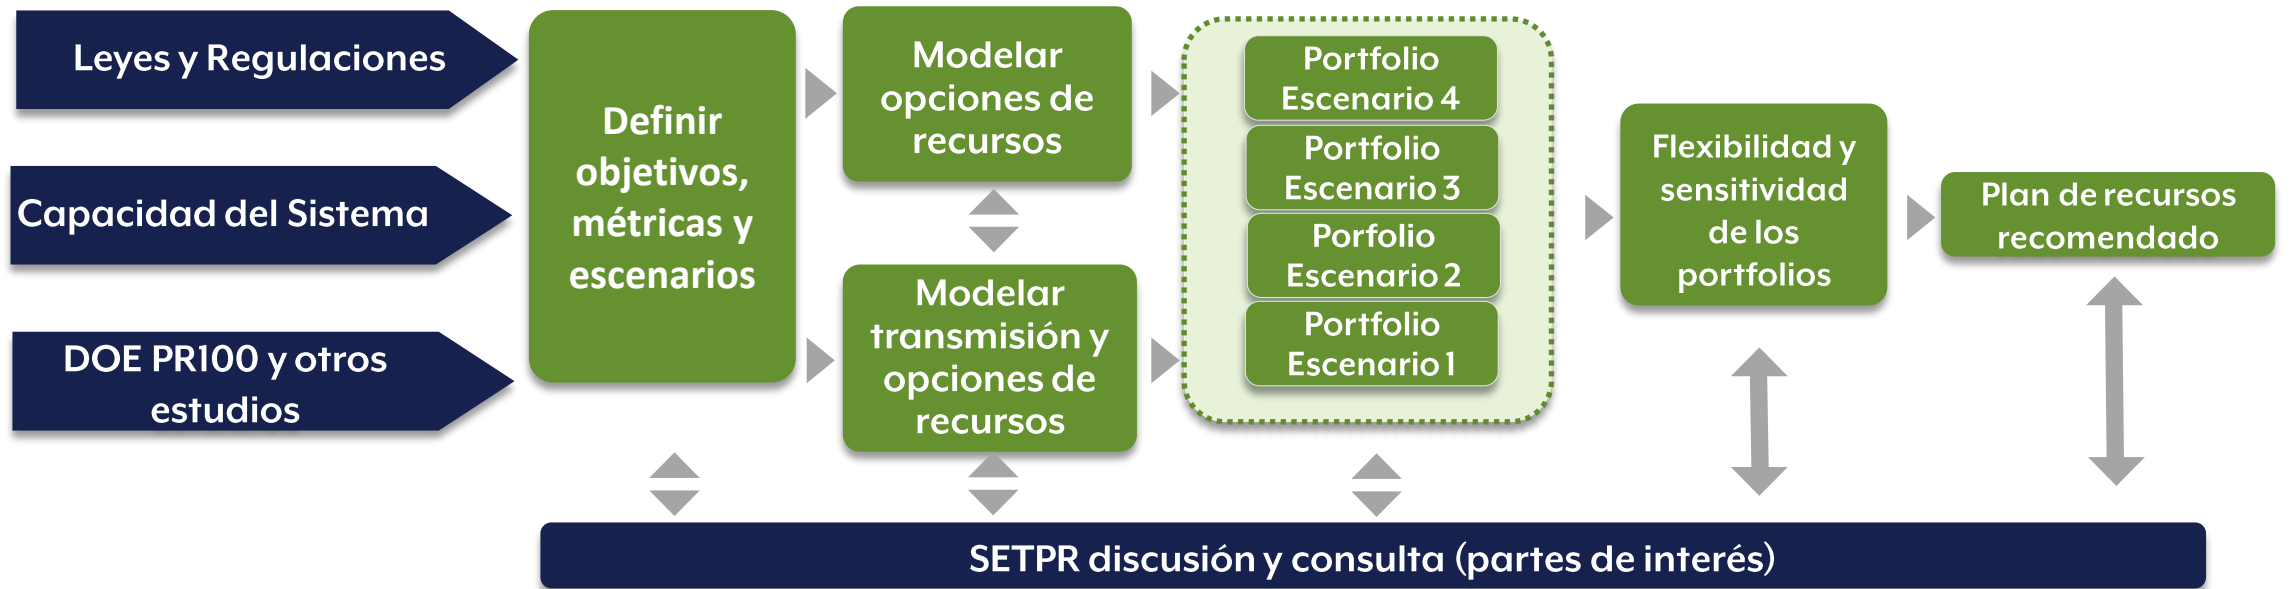 Leyes y Regulaciones
Capacidad del Sistema
DOE PR100 y otros
estudios
Definir
objetivos,
métricas y
escenarios
Modelar
opciones de
recursos
Modelar
transmisión y
opciones de
recursos
Portfolio
Escenario 4
Portfolio
Escenario 3
Porfolio
Escenario 2
Portfolio
Escenario 1
Flexibilidad y
sensitividad
de los
portfolios
Plan de recursos
recomendado
SETPR discusión y consulta (partes de interés)